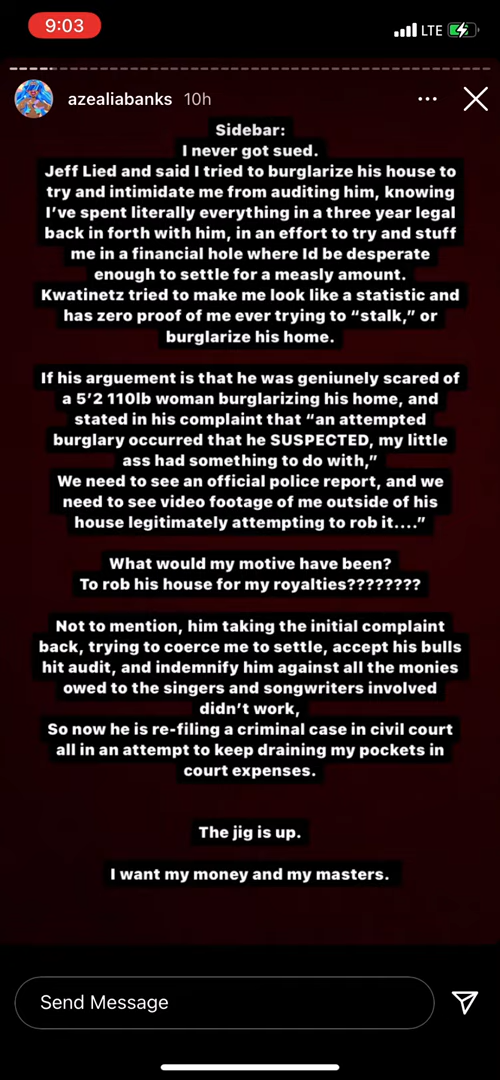 9:03
LTE
azealiabanks 10h
Sidebar:
I never got sued.
Jeff Lied and said I tried to burglarize his house to
try and intimidate me from auditing him, knowing
I've spent literally everything in a three year legal
back in forth with him, in an effort to try and stuff
me in a financial hole where Id be desperate
enough to settle for a measly amount.
Kwatinetz tried to make me look like a statistic and
has zero proof of me ever trying to “stalk,” or
burglarize his home.
If his arguement is that he was geniunely scared of
a 5'2 110lb woman burglarizing his home, and
stated in his complaint that “an attempted
burglary occurred that he SUSPECTED, my little
ass had something to do with,”
We need to see an official police report, and we
need to see video footage of me outside of his
house legitimately attempting to rob it....”
What would my motive have been?
To rob his house for my royalties????????
Not to mention, him taking the initial complaint
back, trying to coerce me to settle, accept his bulls
hit audit, and indemnify him against all the monies
owed to the singers and songwriters involved
didn't work,
So now he is re-filing a criminal case in civil court
all in an attempt to keep draining my pockets in
court expenses.
The jig is up.
I want my money and my masters.
Send Message